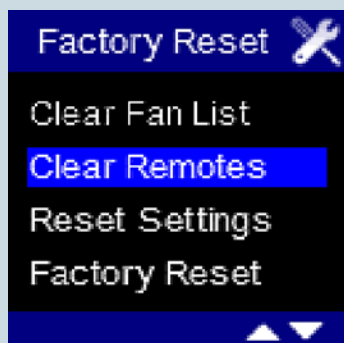 Factory Reset
Clear Fan List
Clear Remotes
Reset Settings
Factory Reset